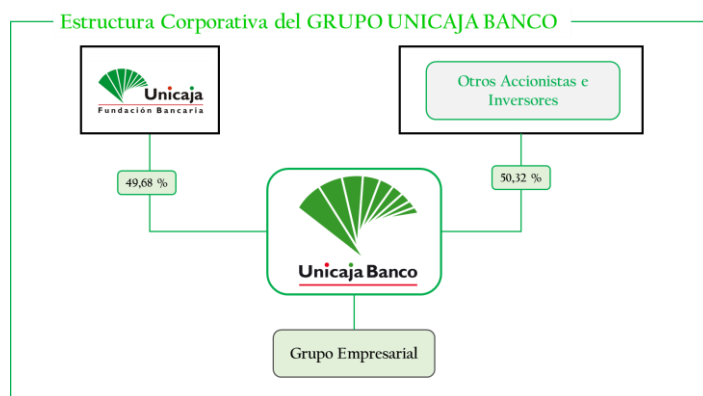 Estructura Corporativa del GRUPO UNICAJA BANCO
Unicaja
Fundación Bancaria
Otros Accionistas e
Inversores
49,68 %
50,32 %
Unicaja Banco
Grupo Empresarial